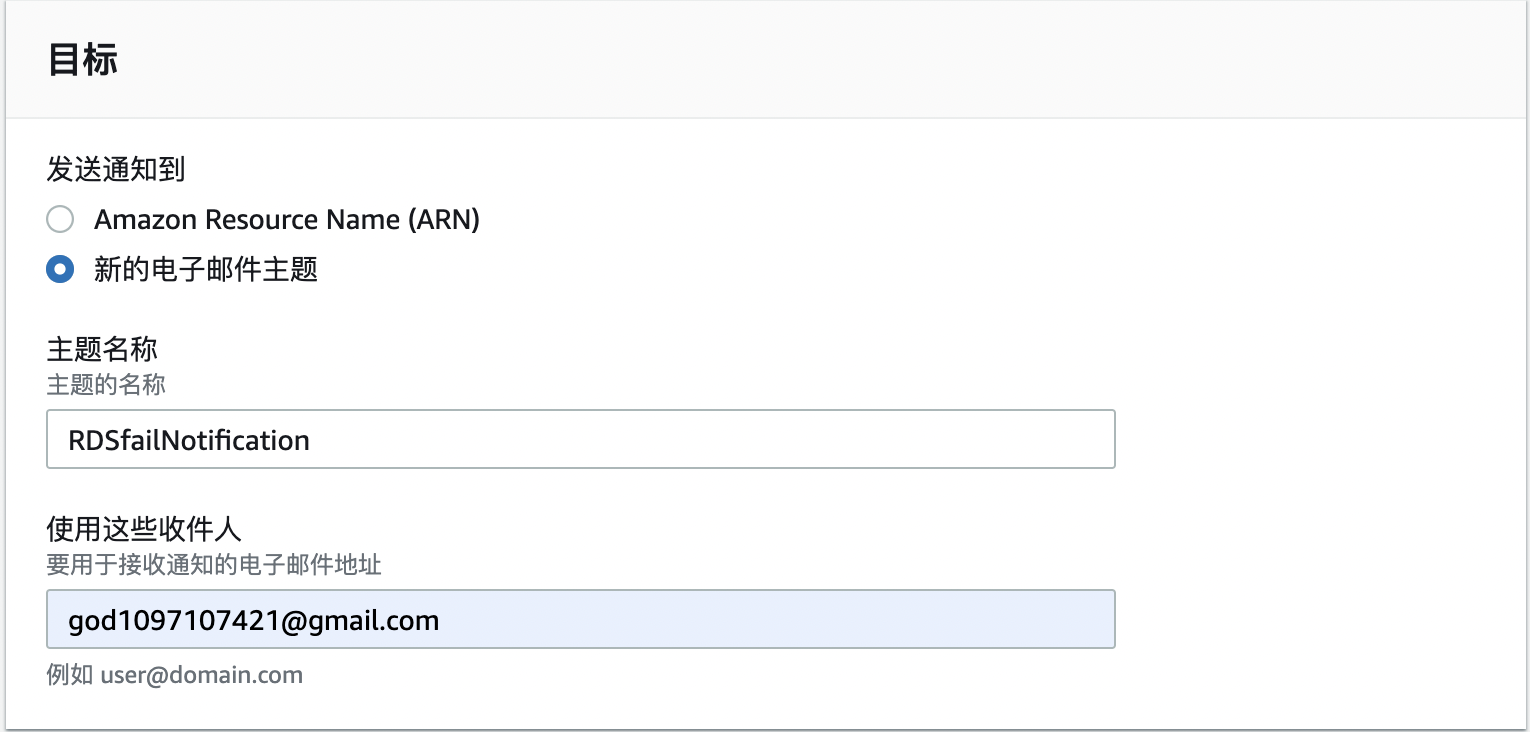 目标
发送通知到
Amazon Resource Name (ARN)
新的电子邮件主题
主题名称
主题的名称
RDSfailNotification
使用这些收件人
要用于接收通知的电子邮件地址
god1097107421@gmail.com
例如 user@domain.com